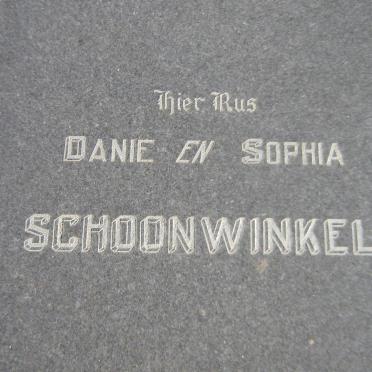 Hier Rus
DANIE EN SOPHIA
SCHOONWINKEL